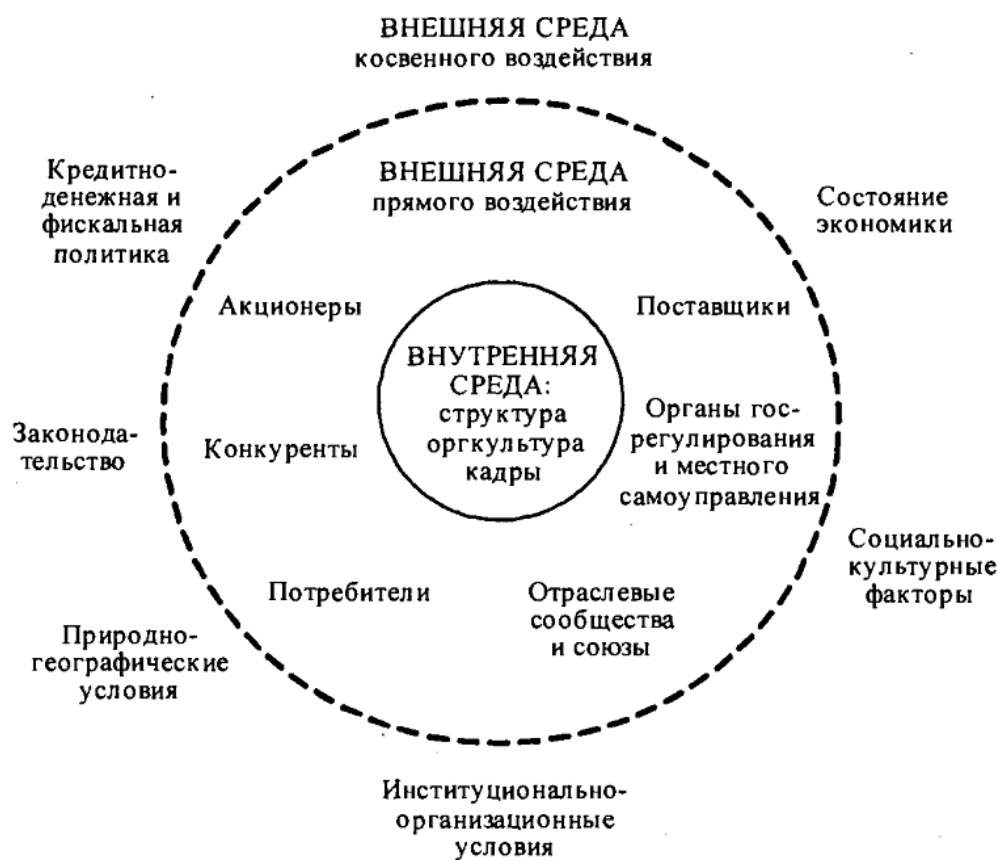 ВНЕШНЯЯ СРЕДА
косвенного воздействия
Кредитно-
денежная и
фискальная
политика
ВНЕШНЯЯ СРЕДА
прямого воздействия
Состояние
экономики
Акционеры
Поставщики
ВНУТРЕННЯЯ
СРЕДА:
структура
оргкультура
кадры
Законода-
тельство
Конкуренты
Органы гос-
регулирования
и местного
самоуправления
Социально-
культурные
факторы
Потребители
Отраслевые
сообщества
и союзы
Природно-
географические
условия
Институционально-
организационные
условия